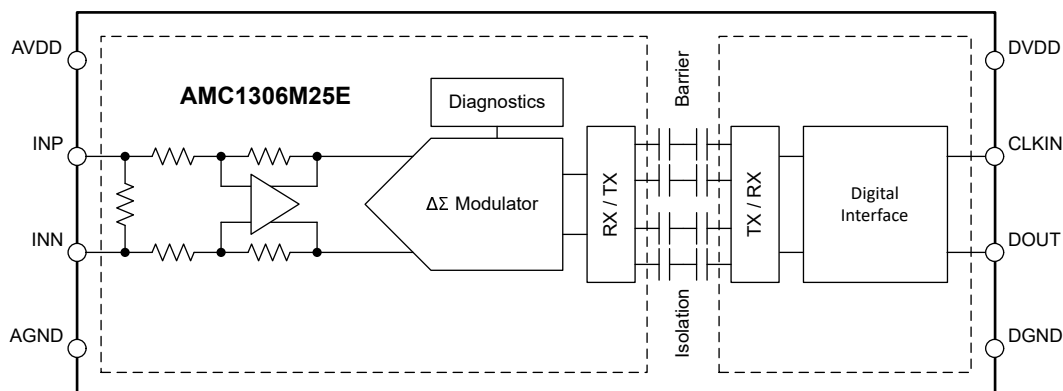 AVDD
DVDD
AMC1306M25E
Diagnostics
Barrier
INP
CLKIN
ΔΣ Modulator
RX / TX
TX / RX
Digital
Interface
INN
DOUT
Isolation
AGND
DGND